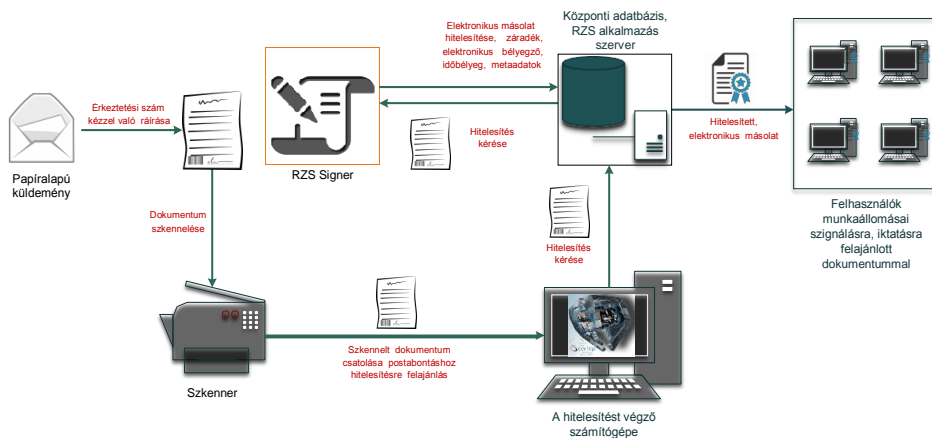 Elektronikus másolat
hitelesítése, záradék,
elektronikus bélyegző,
időbélyeg, metaadatok
Központi adatbázis,
RZS alkalmazás
szerver
Érkeztetési szám
kézzel való ráírása
Hitelesítés
kérése
Hitelesített,
elektronikus másolat
Papíralapú
küldemény
RZS Signer
Felhasználók
munkaállomásai
szignálásra, iktatásra
felajánlott
dokumentummal
Dokumentum
szkennelése
Hitelesítés
kérése
Szkennelt dokumentum
csatolása postabontáshoz
hitelesítésre felajánlás
Szkenner
A hitelesítést végző
számítógépe